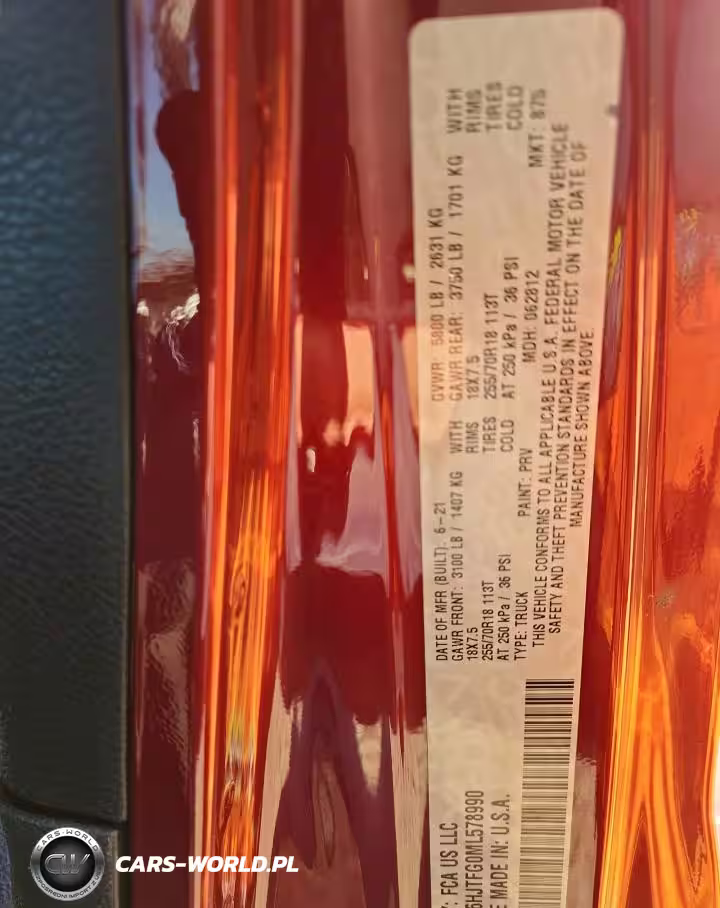 DATE OF MFR (BUILT): 6-21 GVWR: 5800 LB / 2631 KG
GAWR FRONT: 3100 LB / 1407 KG WITH GAWR REAR: 3750 LB / 1701 KG WITH
18X7.5 RIMS 18X7.5 RIMS
255/70R18 113T TIRES 255/70R18 113T TIRES
AT 250 kPa / 36 PSI COLD AT 250 kPa / 36 PSI COLD
TYPE: TRUCK PAINT: PRV MDH: 062812 MKT: 875
THIS VEHICLE CONFORMS TO ALL APPLICABLE U.S.A. FEDERAL MOTOR VEHICLE
SAFETY AND THEFT PREVENTION STANDARDS IN EFFECT ON THE DATE OF
MANUFACTURE SHOWN ABOVE.
: FCA US LLC
6HJTFG0ML578990
E MADE IN: U.S.A.
CARS-WORLD
CW
CARS-WORLD.PL